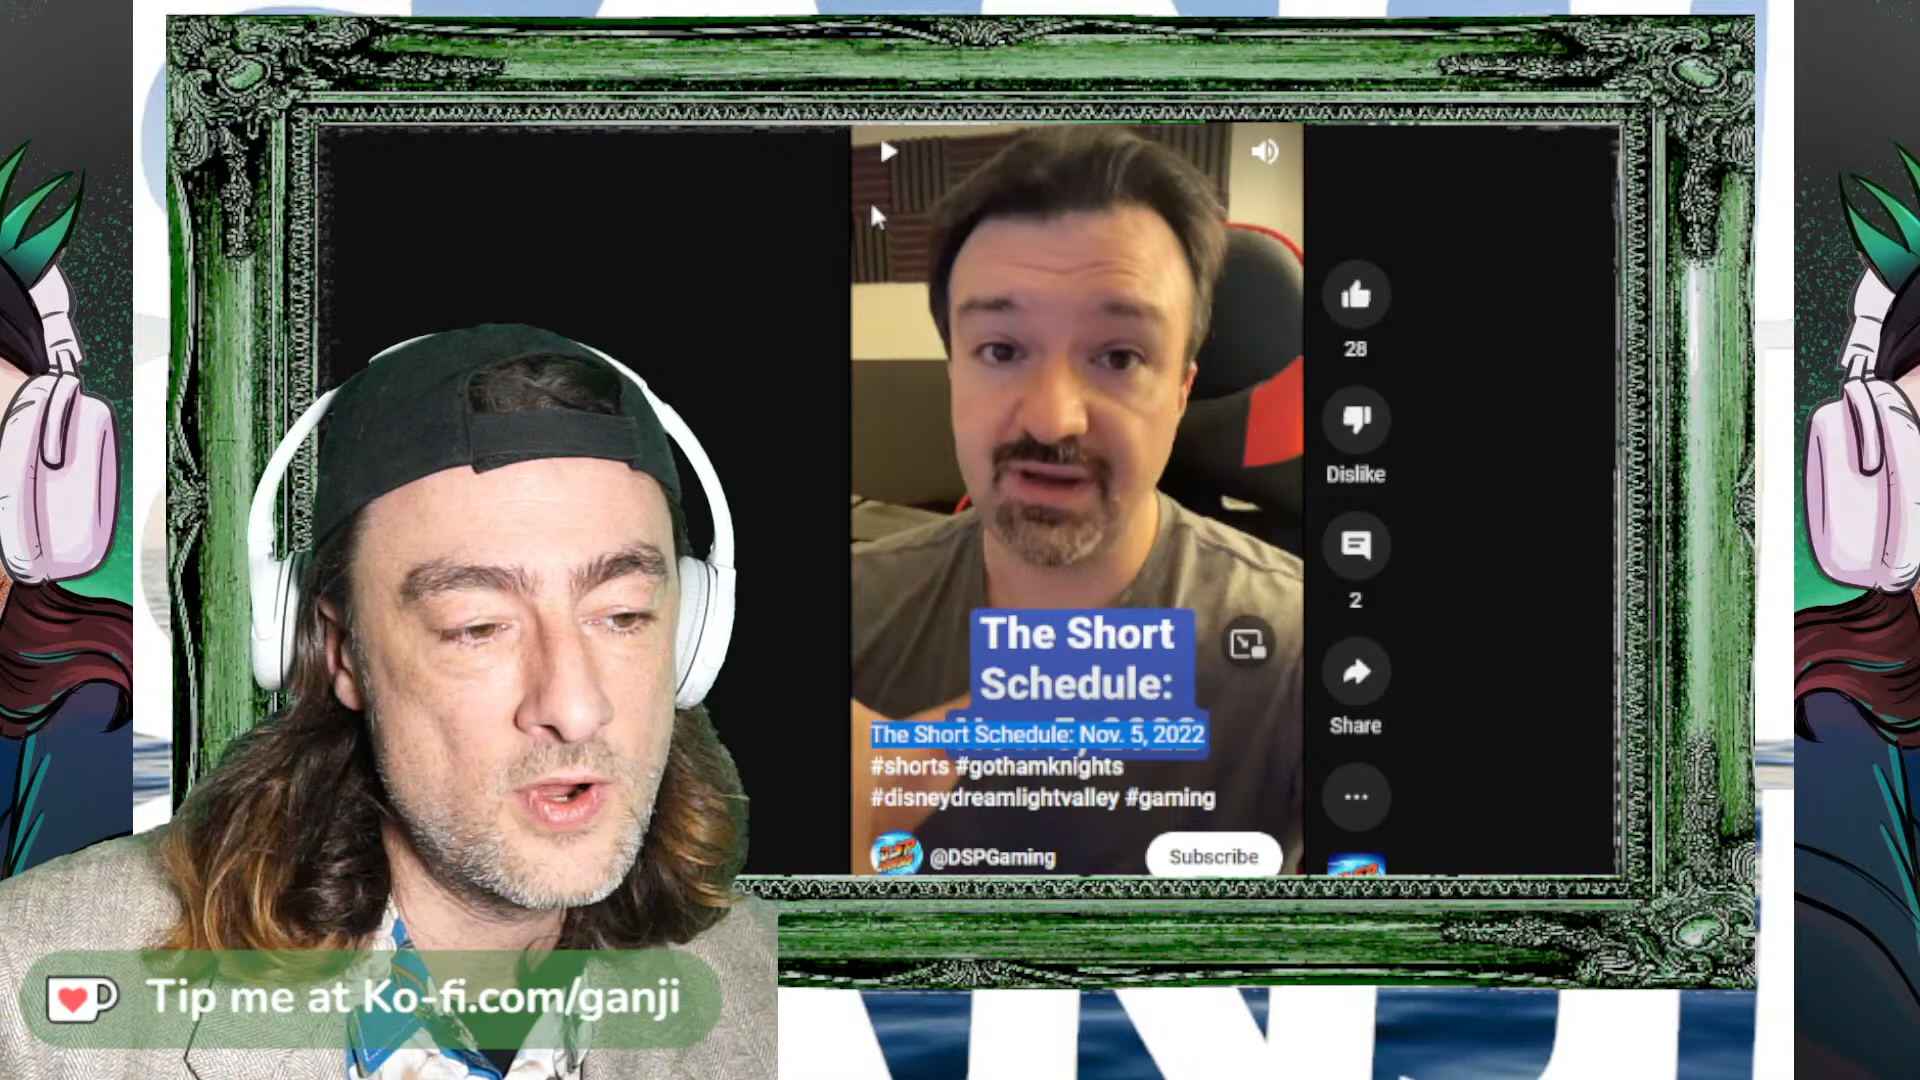 28
Dislike
2
The Short
Schedule:
The Short Schedule: Nov. 5, 2022
#shorts #gothamknights
#disneydreamlightvalley #gaming
Share
DSP
@DSPGaming
Subscribe
Tip me at Ko-fi.com/ganji